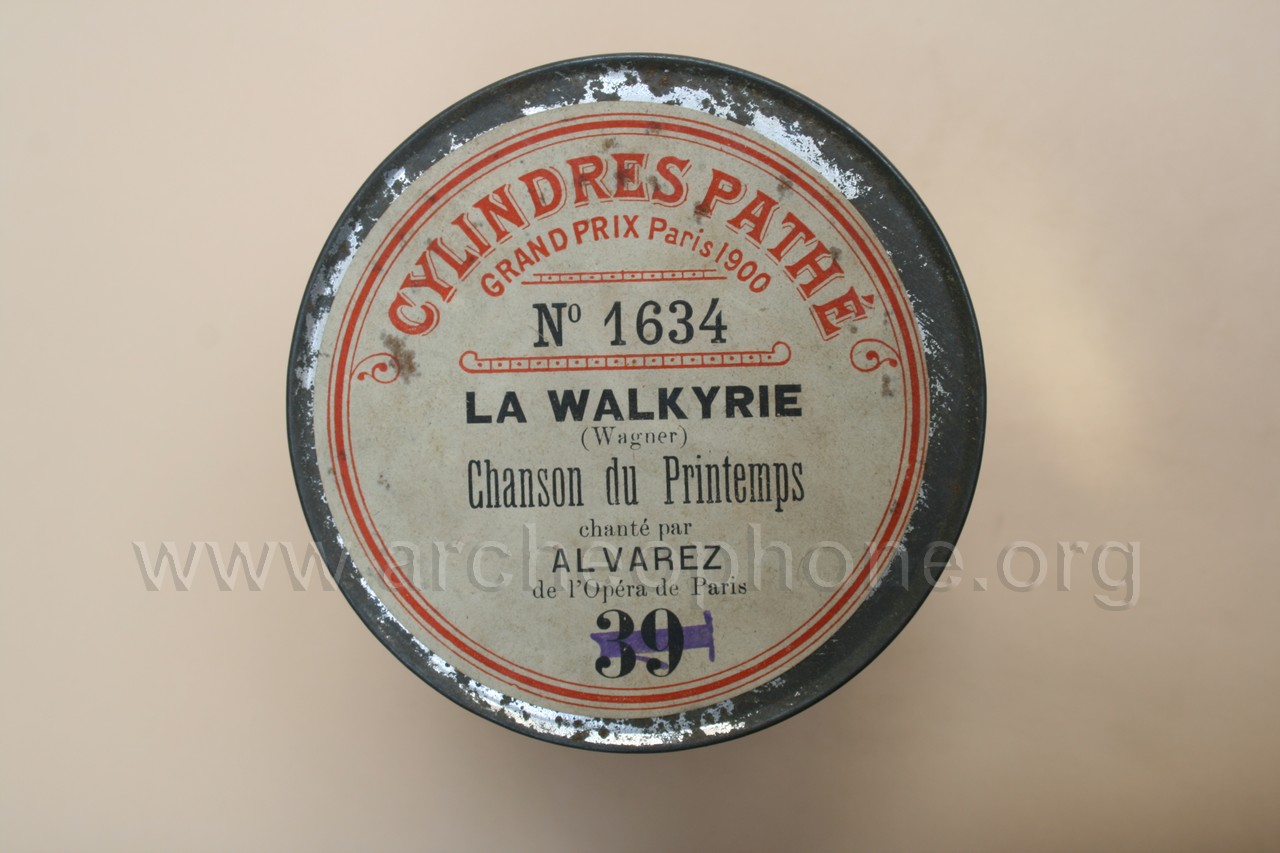 CYLINDRES PATHÉ
GRAND PRIX Paris 1900
Nº 1634
LA WALKYRIE
(Wagner)
Chanson du Printemps
chanté par
www.archeophone.org
ALVAREZ
de l'Opéra de Paris
39